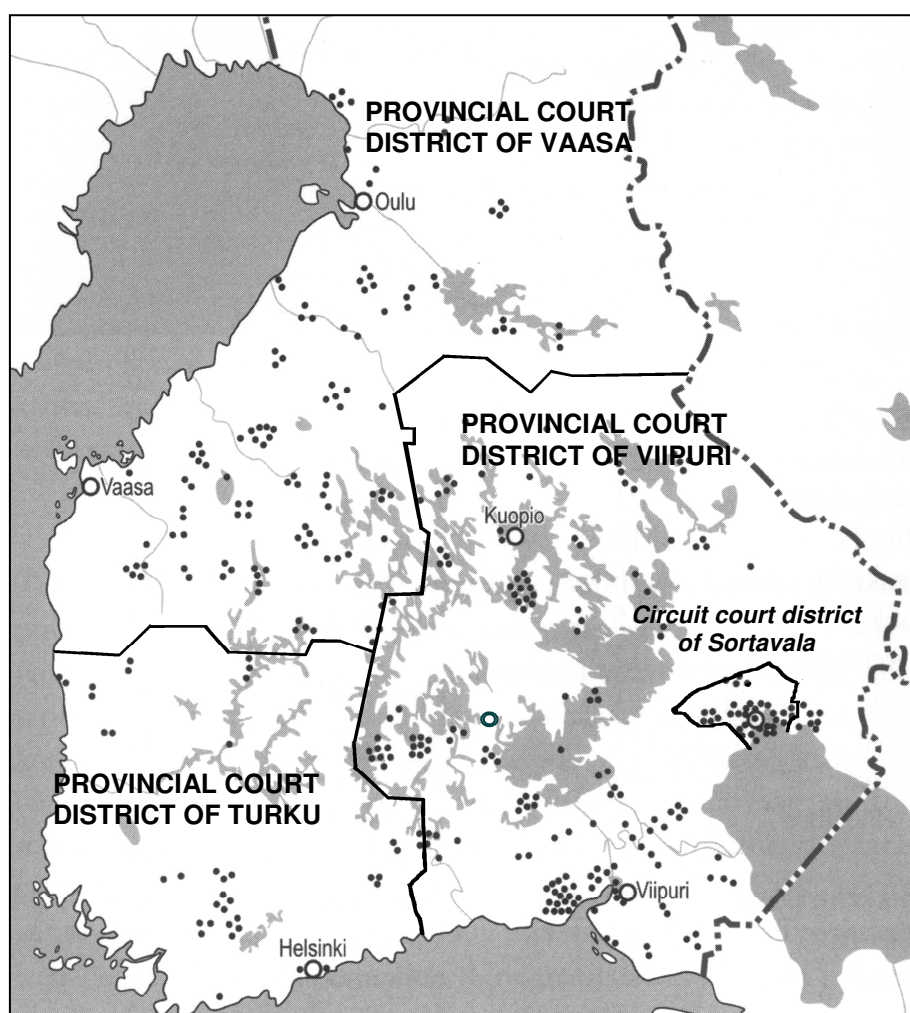 PROVINCIAL COURT
DISTRICT OF VAASA
Oulu
PROVINCIAL COURT
DISTRICT OF VIIPURI
Vaasa
Kuopio
Circuit court district
of Sortavala
PROVINCIAL COURT
DISTRICT OF TURKU
Viipuri
Helsinki